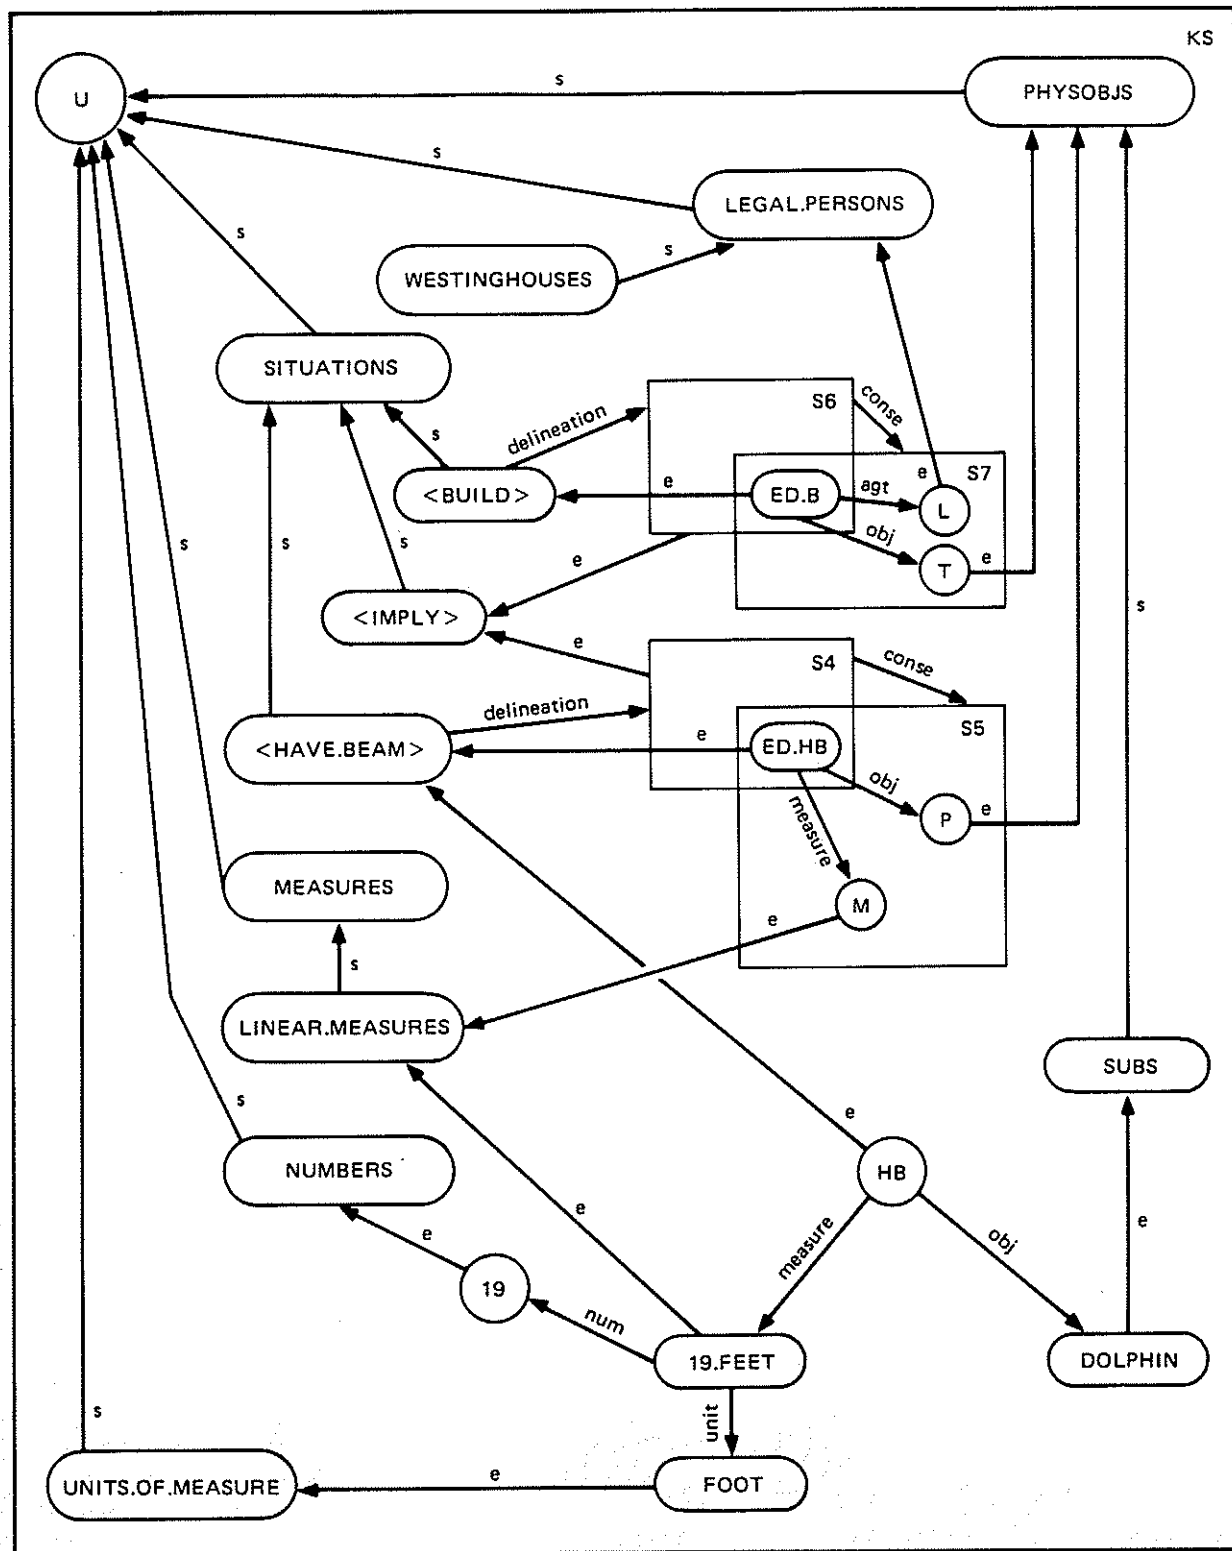 KS
U
s
PHYSOBJS
s
LEGAL.PERSONS
s
s
WESTINGHOUSES
SITUATIONS
S6
conse
delineation
s
e
S7
<BUILD>
e
ED.B
agt
L
obj
s
s
s
e
T
e
<IMPLY>
s
e
S4
conse
delineation
S5
<HAVE.BEAM>
e
ED.HB
obj
measure
P
e
MEASURES
M
e
s
LINEAR.MEASURES
SUBS
s
e
NUMBERS
HB
e
e
measure
obj
e
19
num
19.FEET
DOLPHIN
s
unit
UNITS.OF.MEASURE
e
FOOT